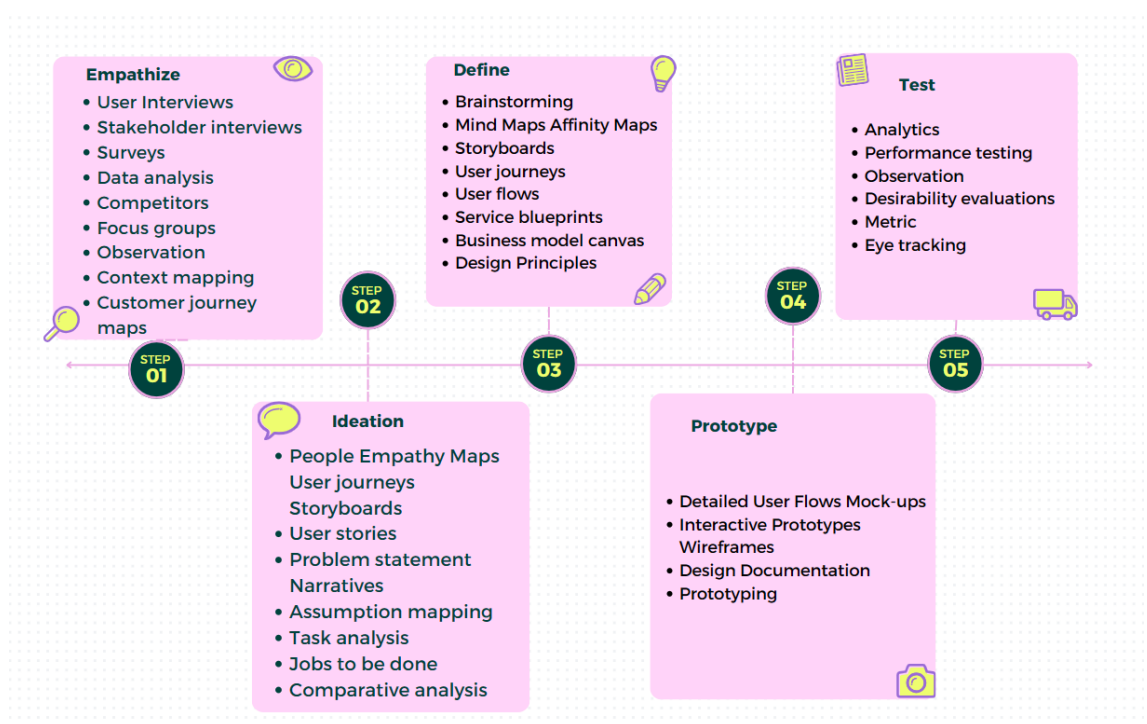 Empathize
User Interviews
Stakeholder interviews
Surveys
Data analysis
Competitors
Focus groups
Observation
Context mapping
Customer journey
maps
STEP
01
STEP
02
Ideation
People Empathy Maps
User journeys
Storyboards
User stories
Problem statement
Narratives
Assumption mapping
Task analysis
Jobs to be done
Comparative analysis
Define
Brainstorming
Mind Maps Affinity Maps
Storyboards
User journeys
User flows
Service blueprints
Business model canvas
Design Principles
STEP
03
STEP
04
Prototype
Detailed User Flows Mock-ups
Interactive Prototypes
Wireframes
Design Documentation
Prototyping
Test
Analytics
Performance testing
Observation
Desirability evaluations
Metric
Eye tracking
STEP
05